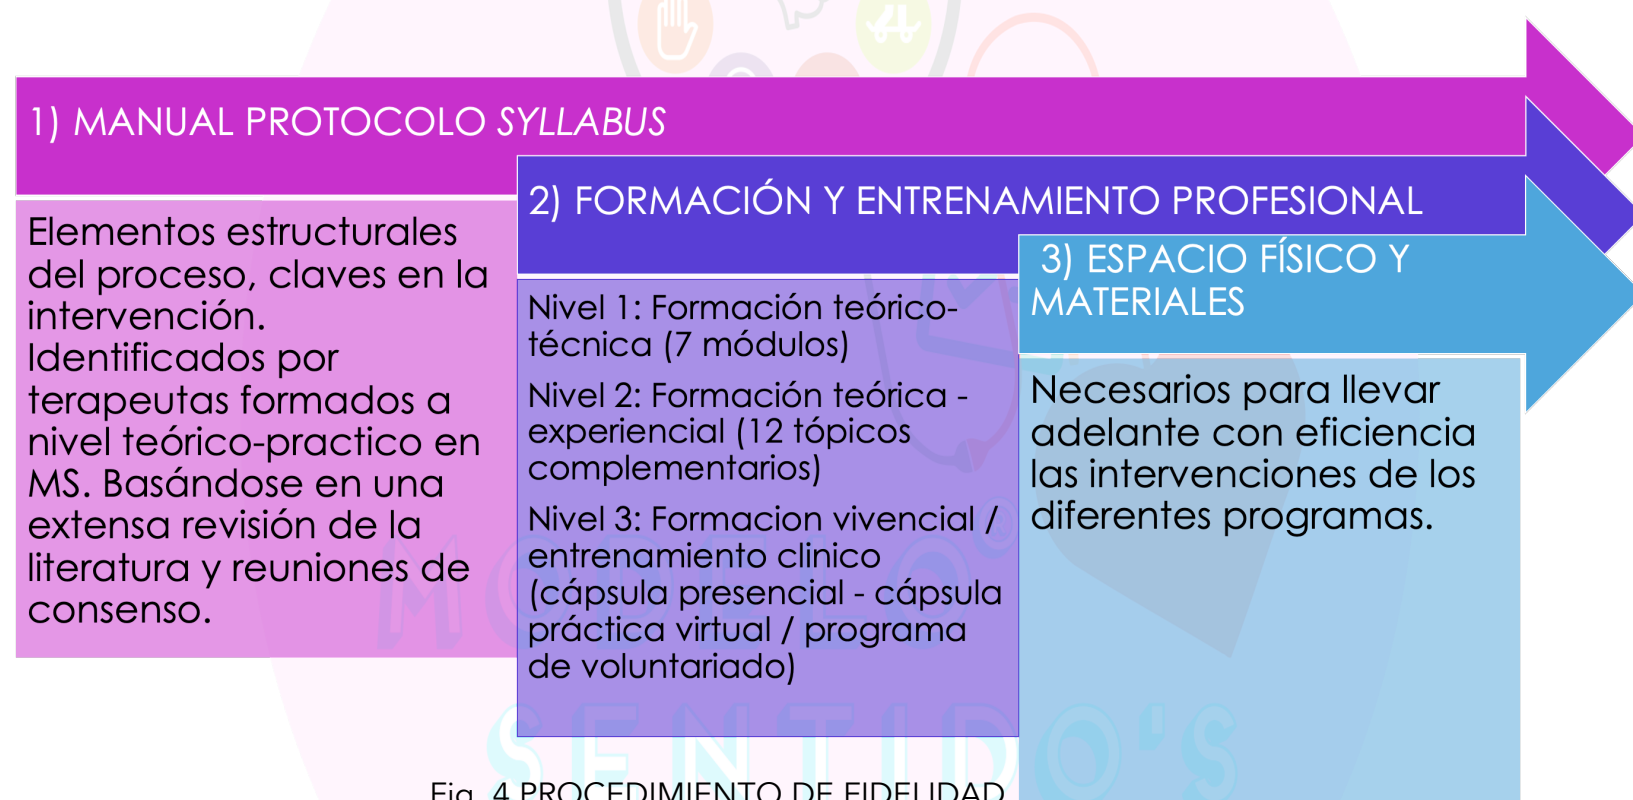 1) MANUAL PROTOCOLO SYLLABUS
Elementos estructurales
del proceso, claves en la
intervención.
Identificados por
terapeutas formados a
nivel teórico-practico en
MS. Basándose en una
extensa revisión de la
literatura y reuniones de
consenso.
2) FORMACIÓN Y ENTRENAMIENTO PROFESIONAL
Nivel 1: Formación teórico-
técnica (7 módulos)
Nivel 2: Formación teórica -
experiencial (12 tópicos
complementarios)
Nivel 3: Formacion vivencial /
entrenamiento clinico
(cápsula presencial - cápsula
práctica virtual / programa
de voluntariado)
3) ESPACIO FÍSICO Y
MATERIALES
Necesarios para llevar
adelante con eficiencia
las intervenciones de los
diferentes programas.
MODELO®
SENTIDO'S
Fig. 4 PROCEDIMIENTO DE FIDELIDAD